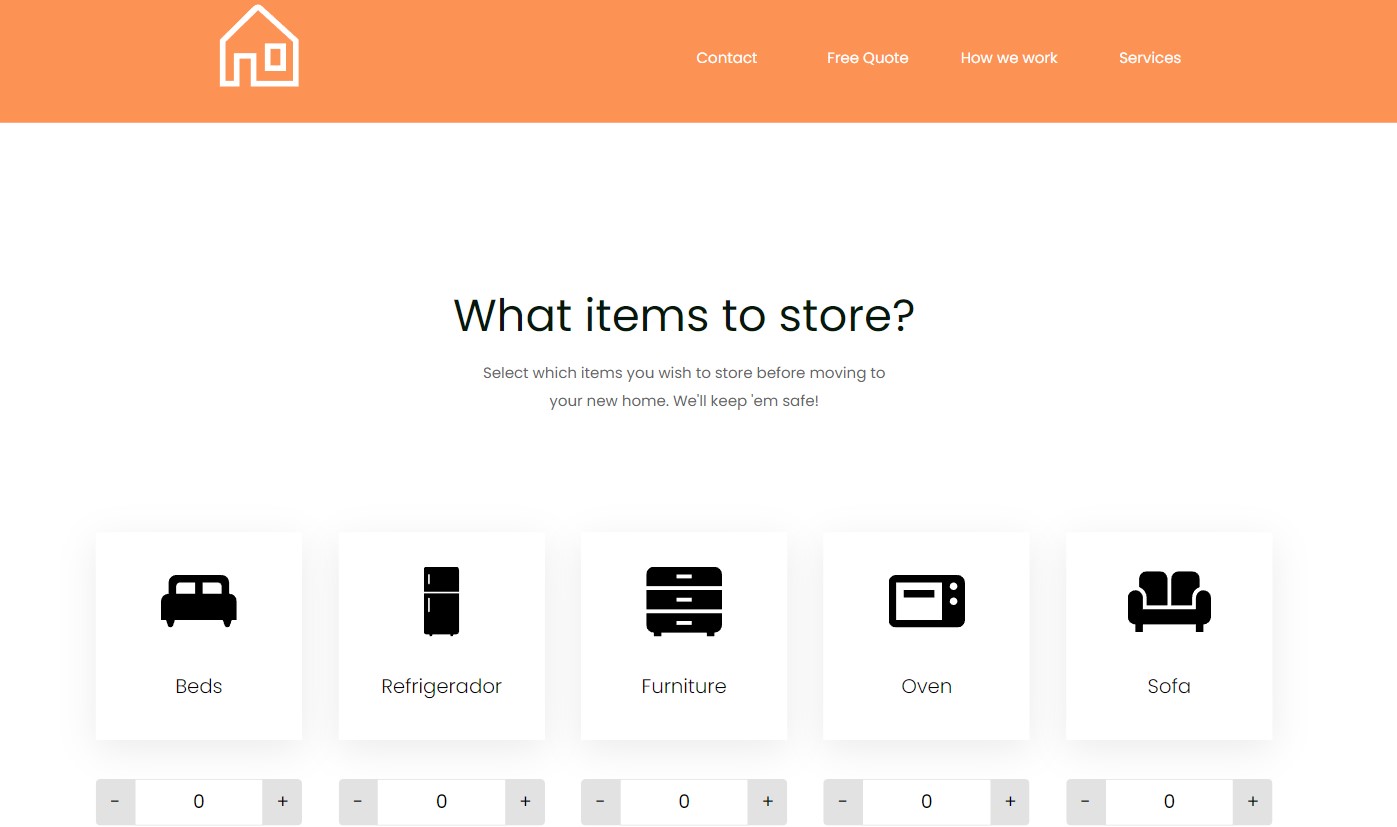 Contact Free Quote How we work Services
What items to store?
Select which items you wish to store before moving to
your new home. We'll keep 'em safe!
Beds Refrigerador Furniture Oven Sofa
- 0 + - 0 + - 0 + - 0 + - 0 +